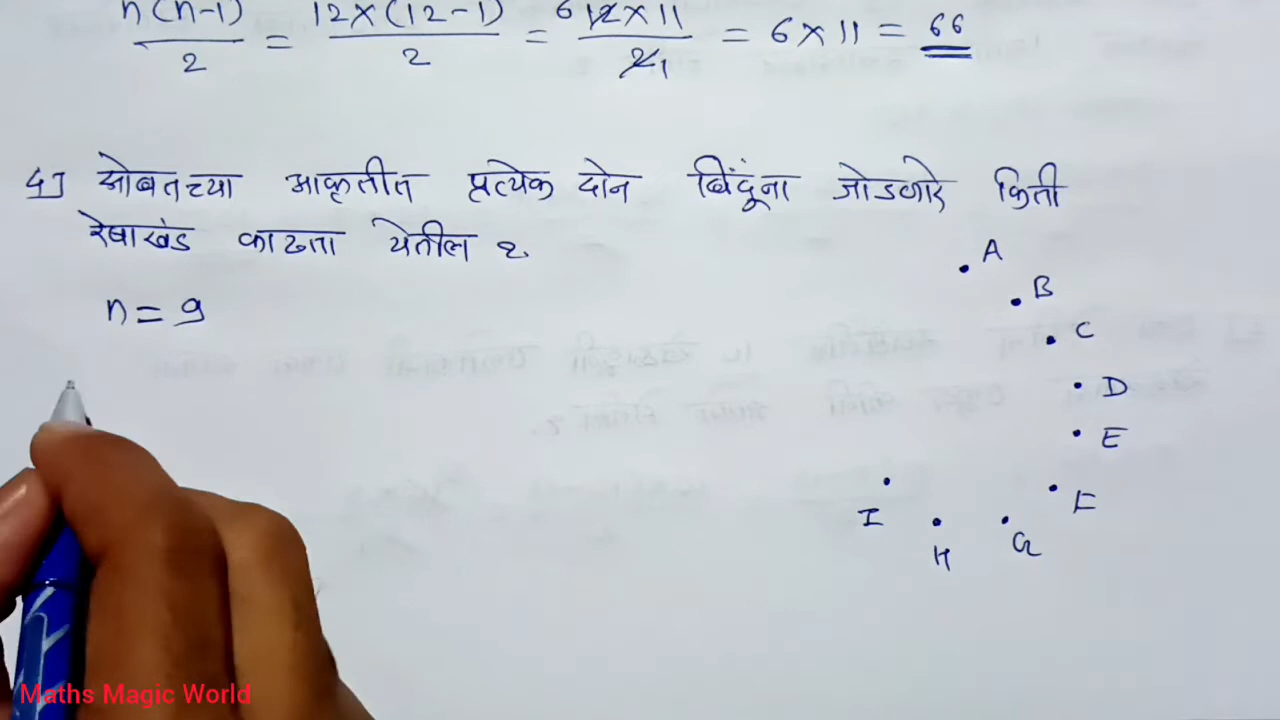 n(n-1)/2 = 12×(12-1)/2 = 6 12×11/2 1 = 6×11 = 66
५] सोबतच्या आकृतीत प्रत्येक दोन बिंदूंना जोडणारे किती
रेषाखंड काढता येतील ?
n = 9
A
B
C
D
E
F
G
H
I
Maths Magic World